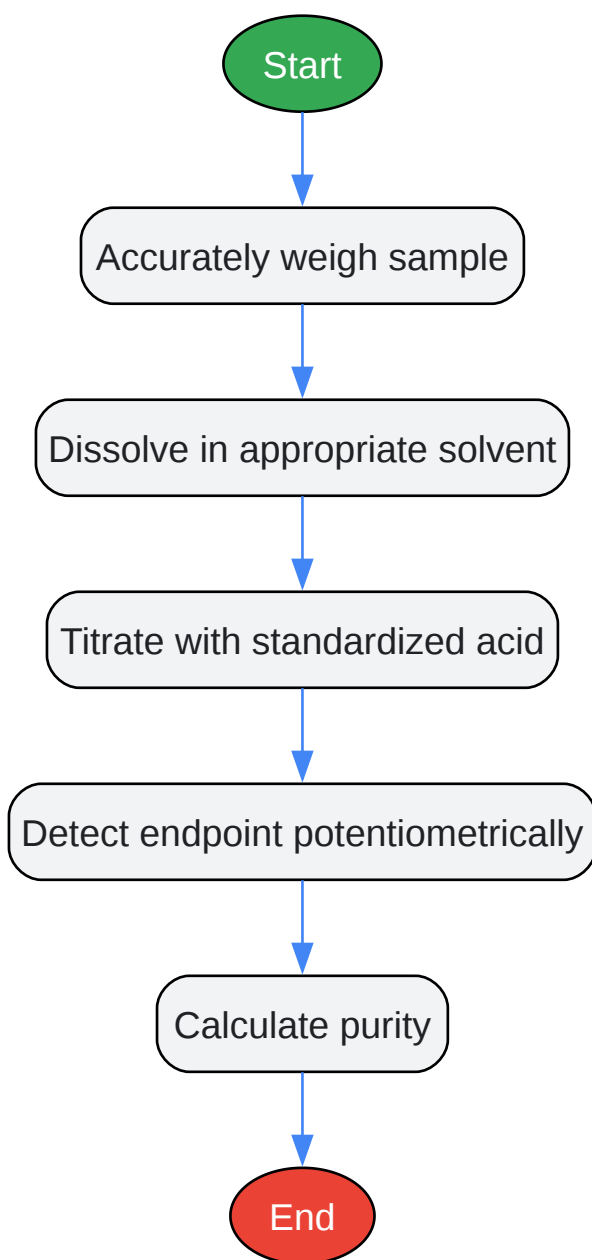 Start
Accurately weigh sample
Dissolve in appropriate solvent
Titrate with standardized acid
Detect endpoint potentiometrically
Calculate purity
End